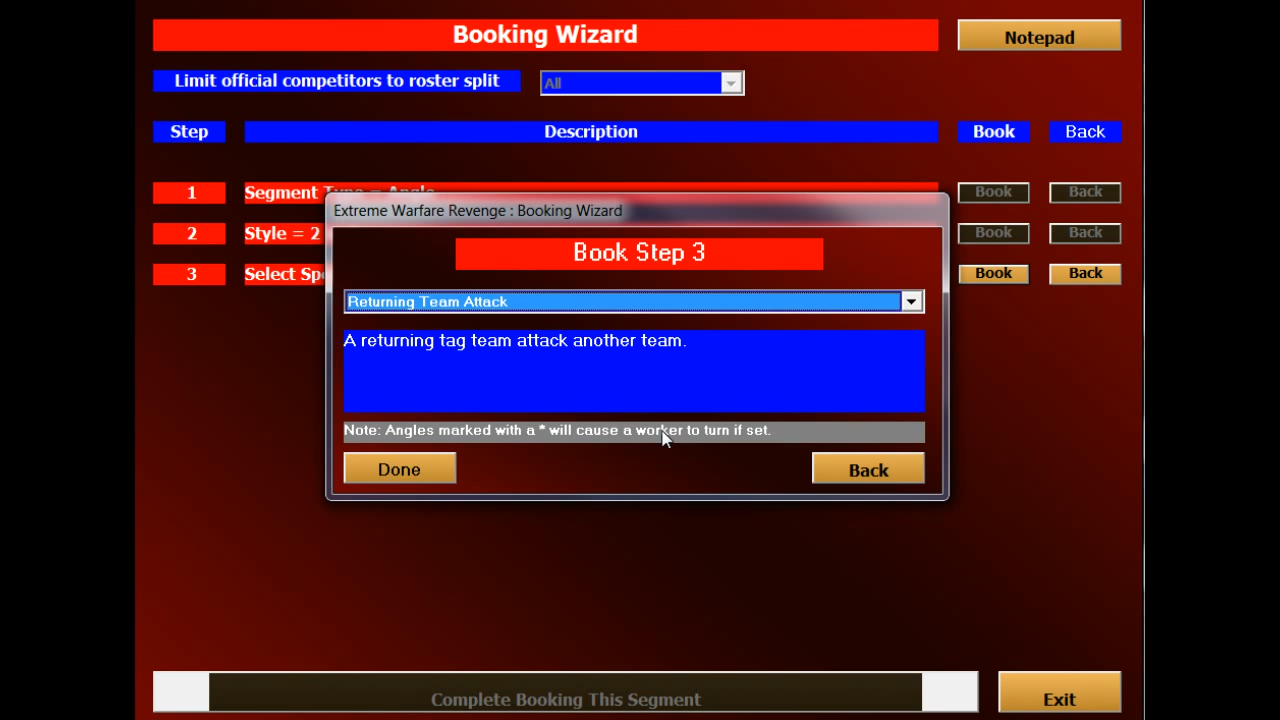 Booking Wizard
Notepad
Limit official competitors to roster split
All
Step
Description
Book
Back
1
Segment Type = Angle
Book
Back
2
Style = 2
Book
Back
3
Select
Book
Back
Extreme Warfare Revenge : Booking Wizard
Book Step 3
Returning Team Attack
A returning tag team attack another team.
Note: Angles marked with a * will cause a worker to turn if set.
Done
Back
Complete Booking This Segment
Exit